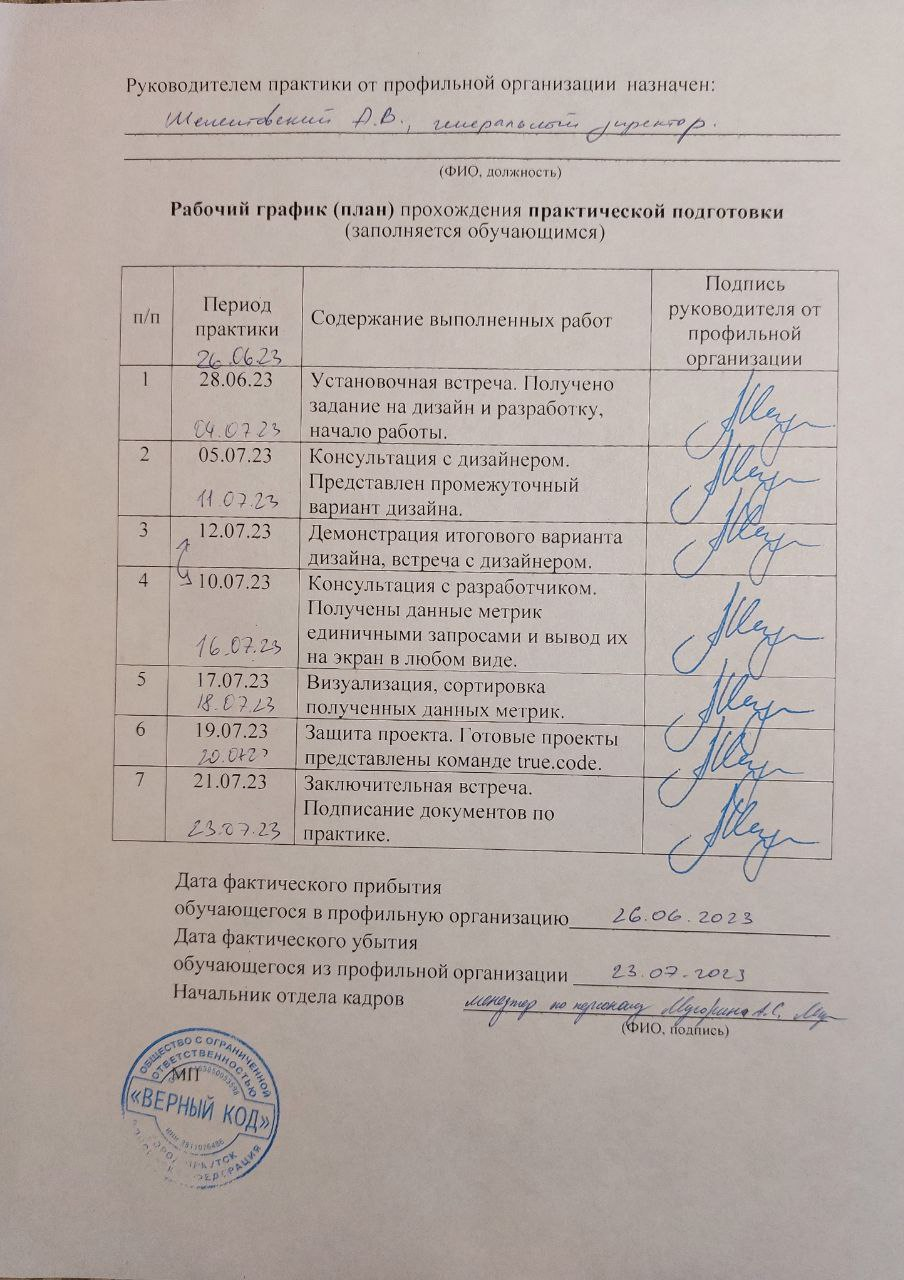 Руководителем практики от профильной организации назначен:
А.В., генеральный директор.
(ФИО, должность)
Рабочий график (план) прохождения практической подготовки
(заполняется обучающимся)
п/п
Период
практики
26.06.23
Содержание выполненных работ
Подпись
руководителя от
профильной
организации
1
28.06.23
04.07.23
Установочная встреча. Получено
задание на дизайн и разработку,
начало работы.
2
05.07.23
11.07.23
Консультация с дизайнером.
Представлен промежуточный
вариант дизайна.
3
12.07.23
Демонстрация итогового варианта
дизайна, встреча с дизайнером.
4
10.07.23
16.07.23
Консультация с разработчиком.
Получены данные метрик
единичными запросами и вывод их
на экран в любом виде.
5
17.07.23
18.07.23
Визуализация, сортировка
полученных данных метрик.
6
19.07.23
20.07.23
Защита проекта. Готовые проекты
представлены команде true.code.
7
21.07.23
23.07.23
Заключительная встреча.
Подписание документов по
практике.
Дата фактического прибытия
обучающегося в профильную организацию 26.06.2023
Дата фактического убытия
обучающегося из профильной организации 23.07.2023
Начальник отдела кадров менеджер по персоналу А.С.
(ФИО, подпись)
ОБЩЕСТВО С ОГРАНИЧЕННОЙ
ОТВЕТСТВЕННОСТЬЮ
МП
«ВЕРНЫЙ КОД»
ГОРОД ИРКУТСК
РОССИЙСКАЯ ФЕДЕРАЦИЯ